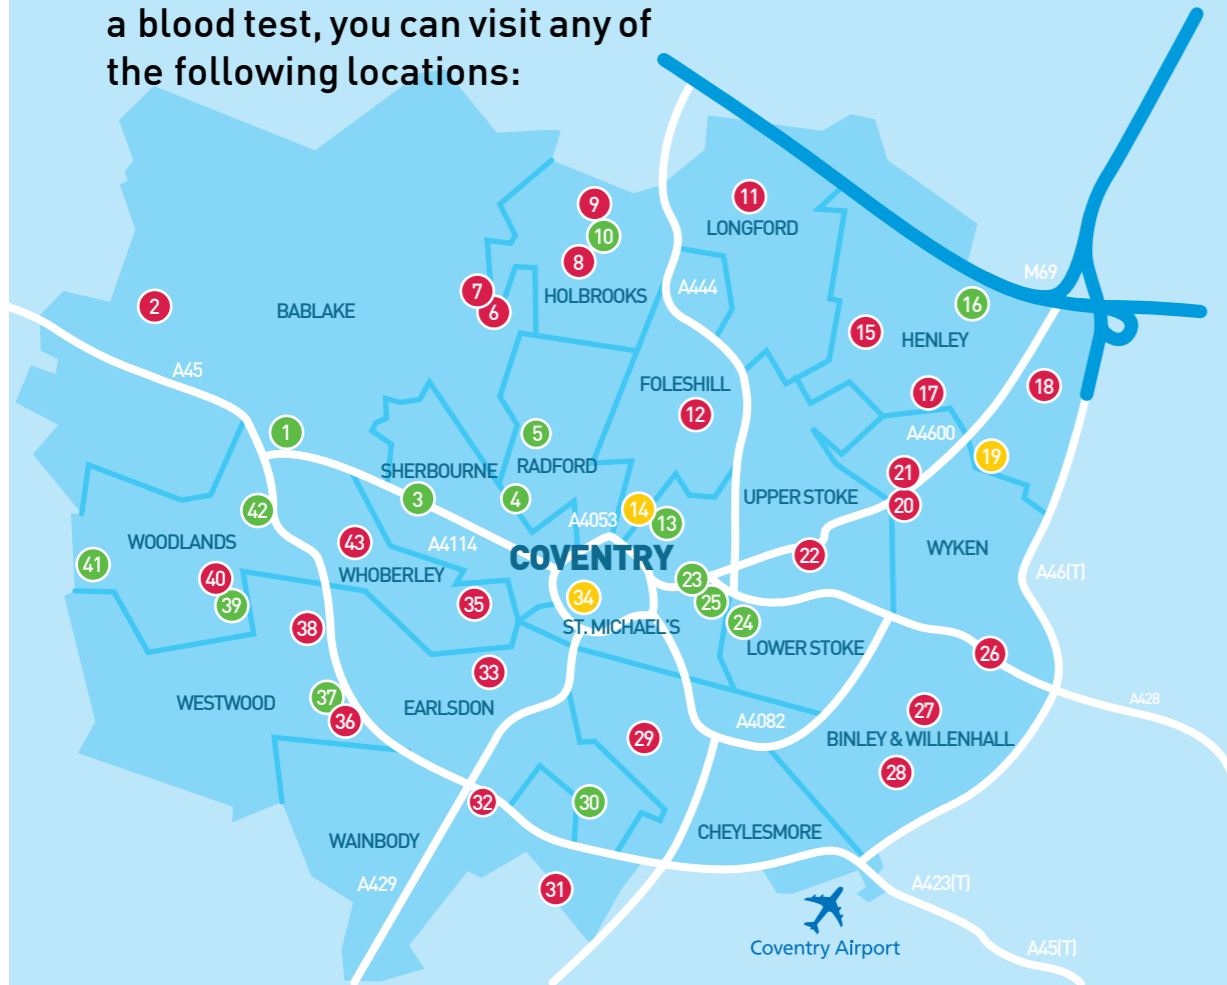 a blood test, you can visit any of
the following locations:
9
11
10
LONGFORD
8
M69
7
HOLBROOKS
A444
2
6
16
BABLAKE
15
HENLEY
A45
FOLESHILL
18
17
12
1
5
A4600
19
SHERBOURNE
RADFORD
21
3
4
UPPER STOKE
20
42
14
13
A4053
WOODLANDS
43
A4114
COVENTRY
22
WYKEN
41
40
WHOBERLEY
23
A46(T)
39
35
34
25
38
ST. MICHAEL'S
24
LOWER STOKE
26
33
37
WESTWOOD
EARLSDON
27
A428
36
29
A4082
BINLEY & WILLENHALL
28
32
30
WAINBODY
CHEYLESMORE
A429
31
A423(T)
Coventry Airport
A45(T)